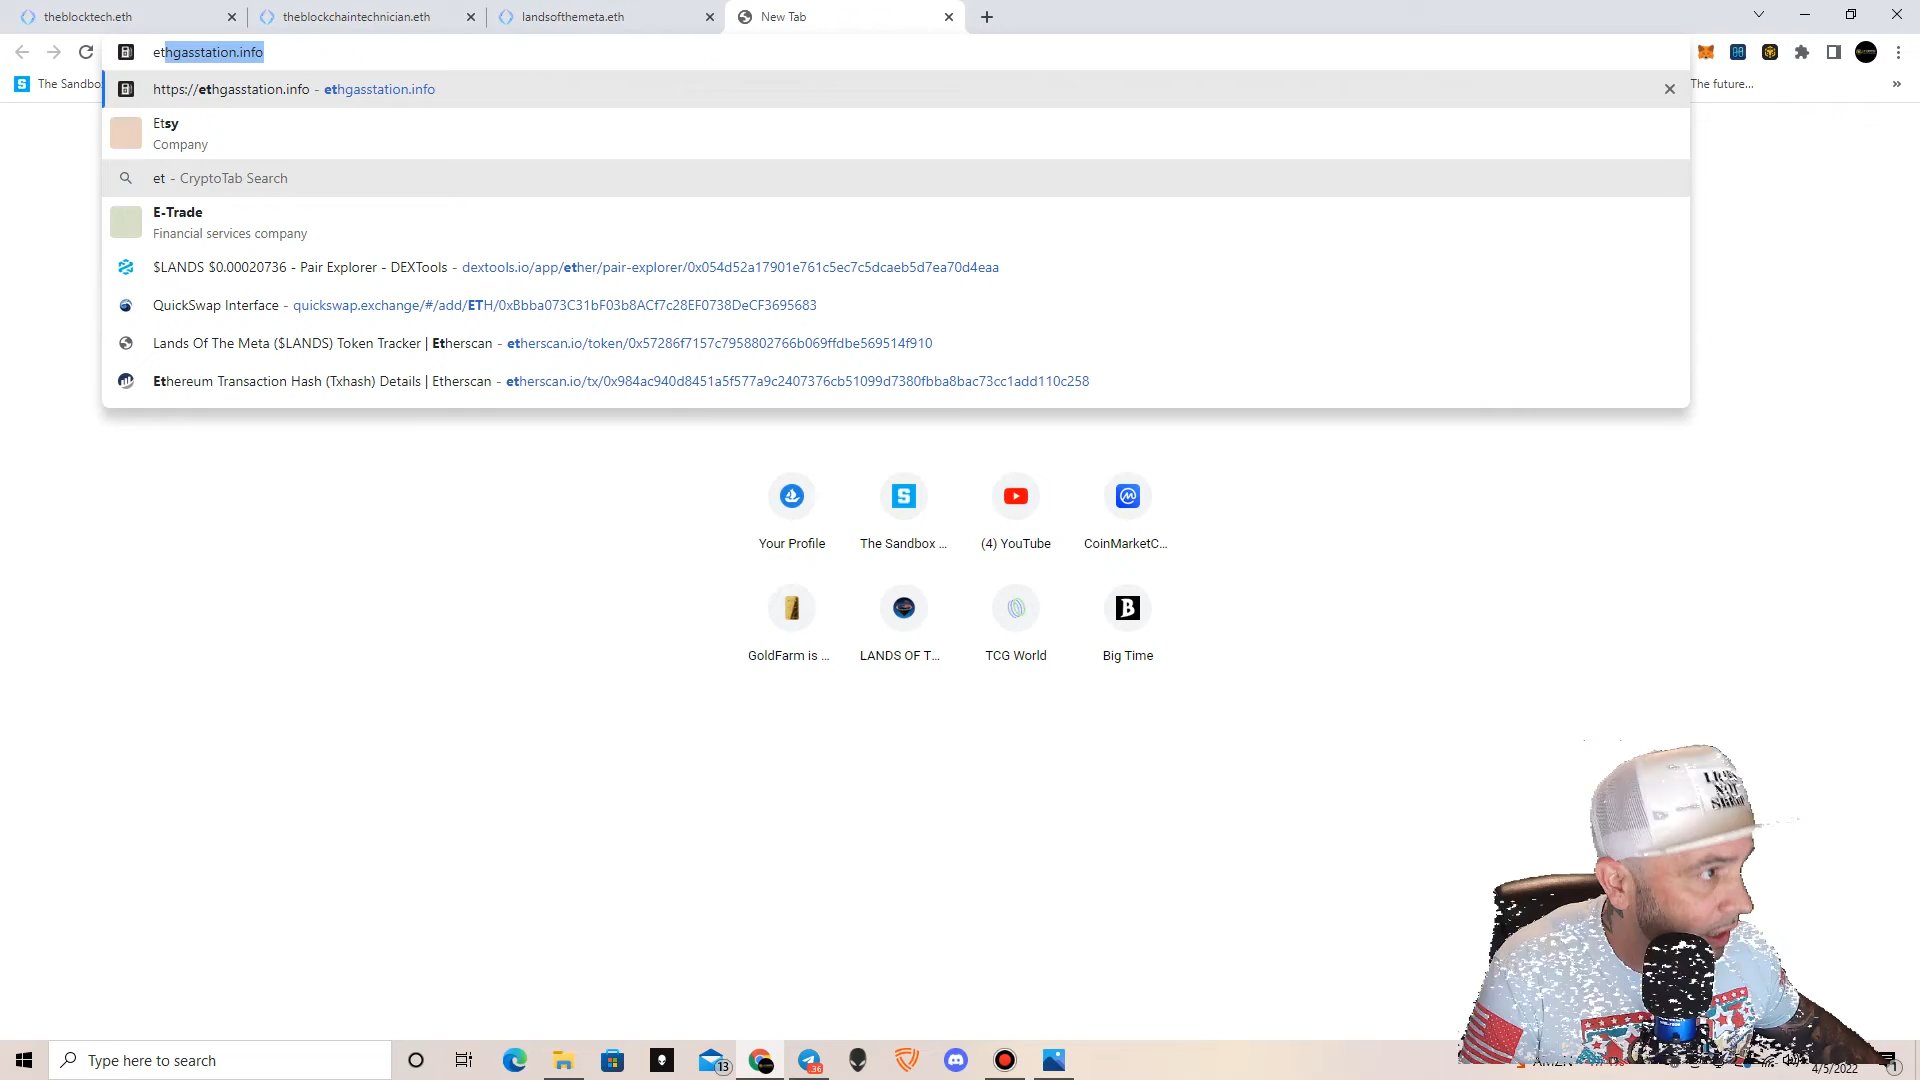 theblocktech.eth
theblockchaintechnician.eth
landsofthemeta.eth
New Tab
ethgasstation.info
The Sandbo
The future...
https://ethgasstation.info - ethgasstation.info
Etsy
Company
et - CryptoTab Search
E-Trade
Financial services company
$LANDS $0.00020736 - Pair Explorer - DEXTools - dextools.io/app/ether/pair-explorer/0x054d52a17901e761c5ec7c5dcaeb5d7ea70d4eaa
QuickSwap Interface - quickswap.exchange/#/add/ETH/0xBbba073C31bF03b8ACf7c28EF0738DeCF3695683
Lands Of The Meta ($LANDS) Token Tracker | Etherscan - etherscan.io/token/0x57286f7157c7958802766b069ffdbe569514f910
Ethereum Transaction Hash (Txhash) Details | Etherscan - etherscan.io/tx/0x984ac940d8451a5f577a9c2407376cb51099d7380fbba8bac73cc1add110c258
Your Profile
The Sandbox ...
(4) YouTube
CoinMarketC...
GoldFarm is ...
LANDS OF T...
TCG World
Big Time
NOT
Type here to search
13
36
4/5/2022
1